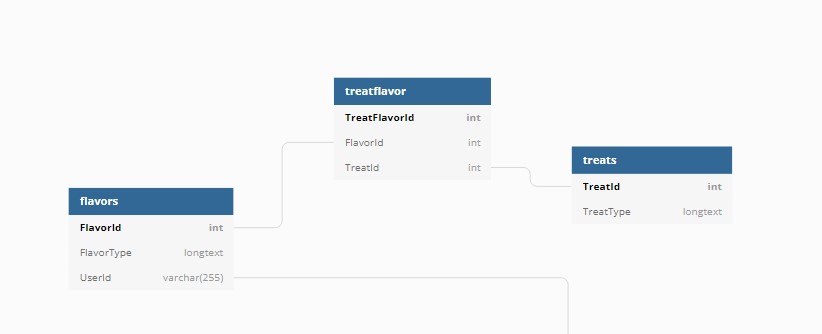 treatflavor
TreatFlavorId int
FlavorId int
TreatId int
treats
TreatId int
TreatType longtext
flavors
FlavorId int
FlavorType longtext
UserId varchar(255)